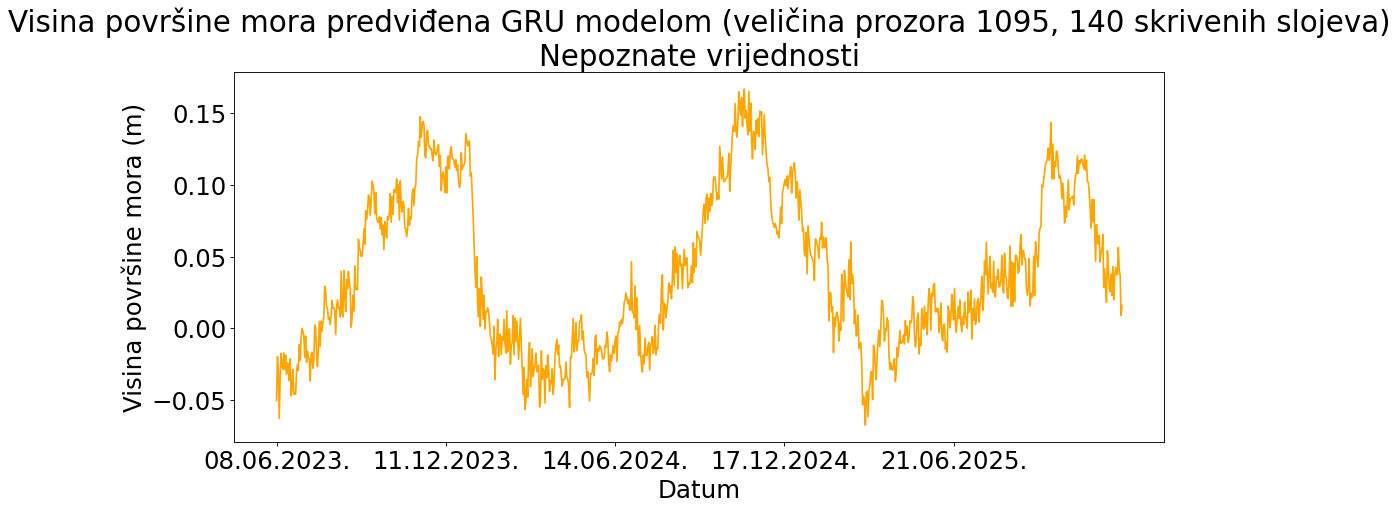 Visina površine mora predviđena GRU modelom (veličina prozora 1095, 140 skrivenih slojeva)
Nepoznate vrijednosti
Visina površine mora (m)
0.15
0.10
0.05
0.00
−0.05
08.06.2023. 11.12.2023. 14.06.2024. 17.12.2024. 21.06.2025.
Datum